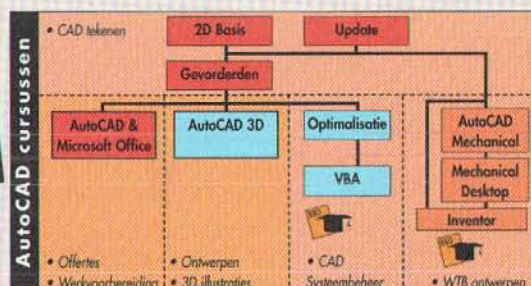 AutoCAD cursussen
• CAD tekenen
2D Basis
Update
Gevorderden
AutoCAD &
Microsoft Office
AutoCAD 3D
Optimalisatie
VBA
AutoCAD
Mechanical
Mechanical
Desktop
Inventor
• Offertes
• Werkvoorbereiding
• Ontwerpen
• 3D illustraties
• CAD
Systeembeheer
• WTB ontwerpen